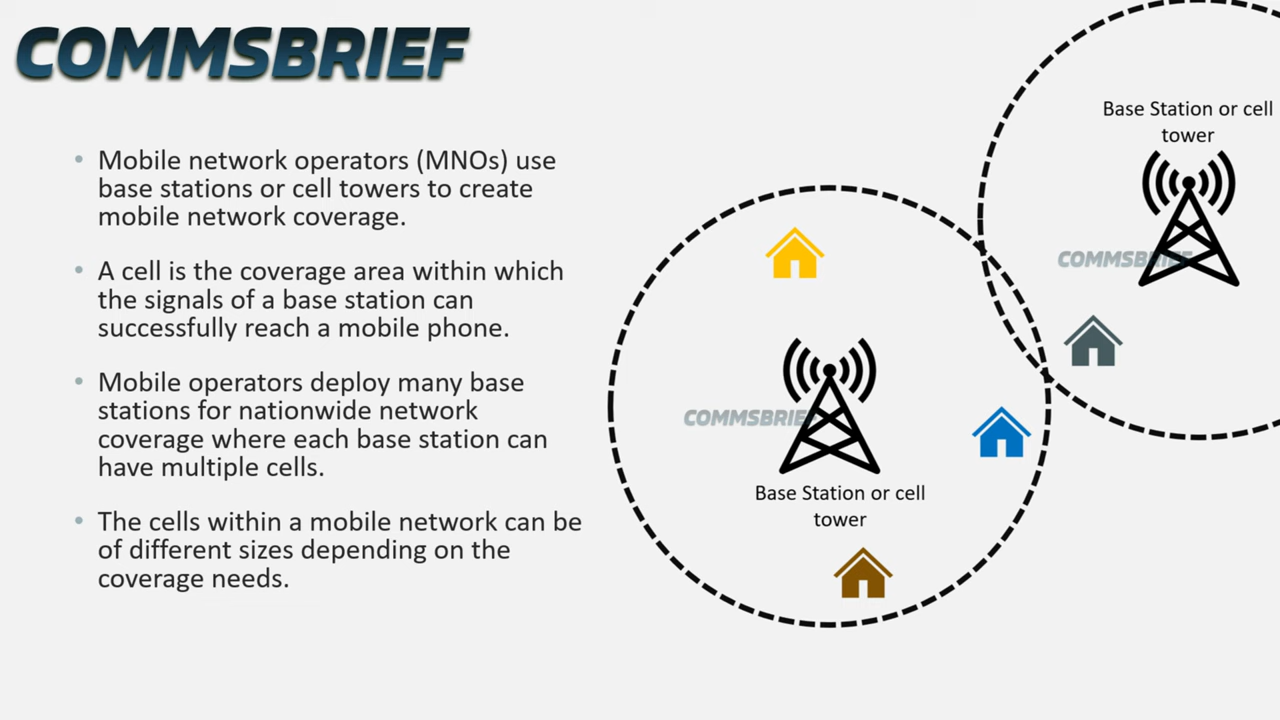 COMMSBRIEF
• Mobile network operators (MNOs) use
base stations or cell towers to create
mobile network coverage.
• A cell is the coverage area within which
the signals of a base station can
successfully reach a mobile phone.
• Mobile operators deploy many base
stations for nationwide network
coverage where each base station can
have multiple cells.
• The cells within a mobile network can be
of different sizes depending on the
coverage needs.
Base Station or cell
tower
COMMSBRIEF
COMMSBRIEF
Base Station or cell
tower